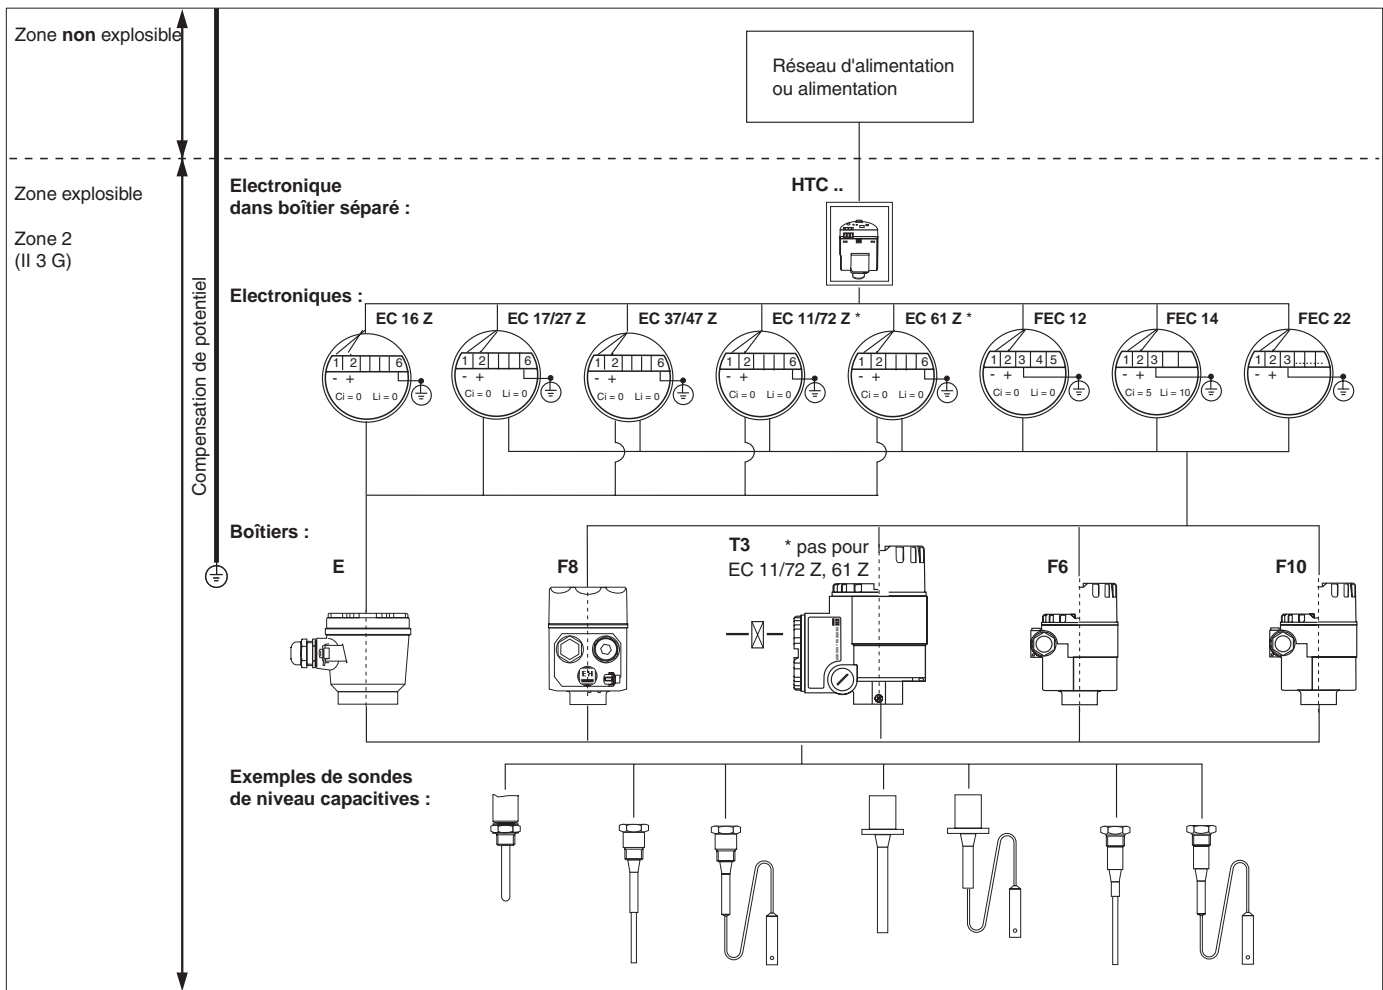 Zone non explosible
Réseau d'alimentation
ou alimentation
Zone explosible
Zone 2
(II 3 G)
Compensation de potentiel
Electronique
dans boîtier séparé :
HTC ..
Electroniques :
EC 16 Z
EC 17/27 Z
EC 37/47 Z
EC 11/72 Z *
EC 61 Z *
FEC 12
FEC 14
FEC 22
1 2 6
- +
Ci = 0 Li = 0
1 2 6
- +
Ci = 0 Li = 0
1 2 6
- +
Ci = 0 Li = 0
1 2 6
- +
Ci = 0 Li = 0
1 2 6
- +
Ci = 0 Li = 0
1 2 3 4 5
- +
Ci = 0 Li = 0
1 2 3
- +
Ci = 5 Li = 10
1 2 3 ........
- +
Boîtiers :
E
F8
T3 * pas pour
EC 11/72 Z, 61 Z
F6
F10
Exemples de sondes
de niveau capacitives :